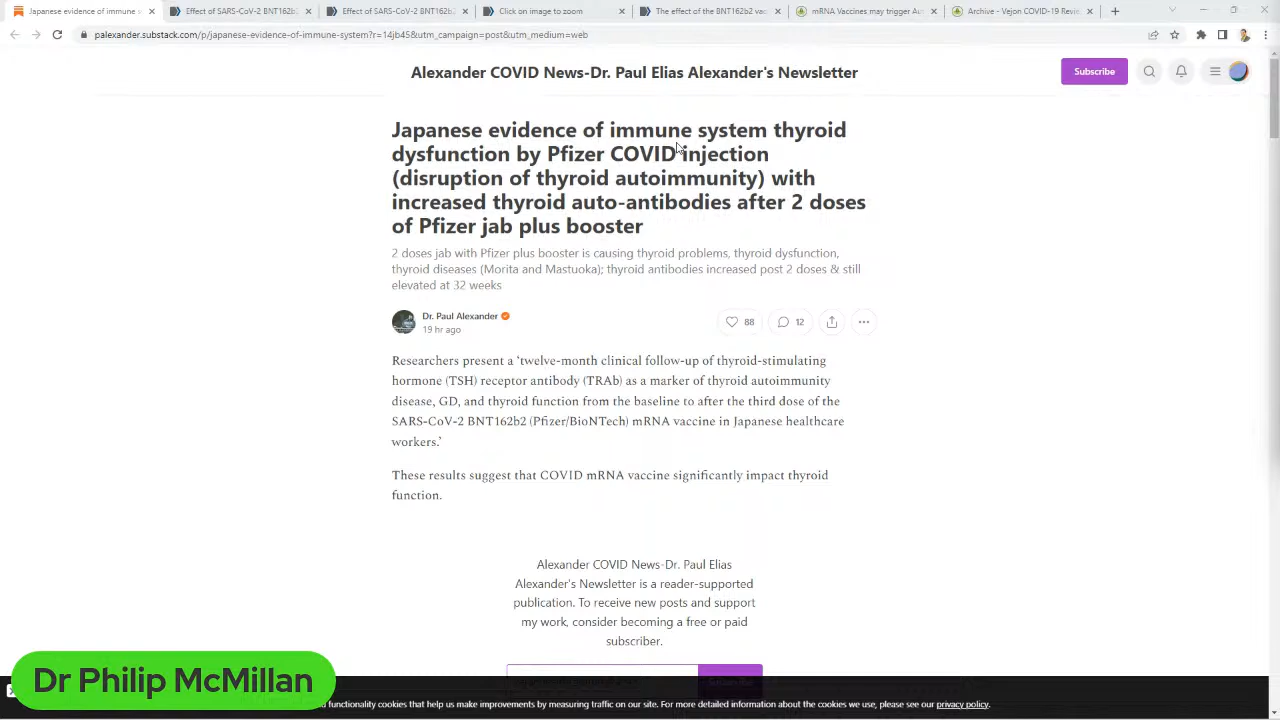 Japanese evidence of immune s
Effect of SARS-CoV-2 BNT162b2
Effect of SARS-CoV-2 BNT162b2
Click on image to zoom
The effect of the BNT162b2 vac
mRNA Vaccines may trigger Aut
Archive - Vejon COVID-19 Revie
palexander.substack.com/p/japanese-evidence-of-immune-system?r=14jb45&utm_campaign=post&utm_medium=web
Alexander COVID News-Dr. Paul Elias Alexander's Newsletter
Subscribe
Japanese evidence of immune system thyroid
dysfunction by Pfizer COVID injection
(disruption of thyroid autoimmunity) with
increased thyroid auto-antibodies after 2 doses
of Pfizer jab plus booster
2 doses jab with Pfizer plus booster is causing thyroid problems, thyroid dysfunction,
thyroid diseases (Morita and Mastuoka); thyroid antibodies increased post 2 doses & still
elevated at 32 weeks
Dr. Paul Alexander
19 hr ago
88
12
Researchers present a ‘twelve-month clinical follow-up of thyroid-stimulating
hormone (TSH) receptor antibody (TRAb) as a marker of thyroid autoimmunity
disease, GD, and thyroid function from the baseline to after the third dose of the
SARS-CoV-2 BNT162b2 (Pfizer/BioNTech) mRNA vaccine in Japanese healthcare
workers.’
These results suggest that COVID mRNA vaccine significantly impact thyroid
function.
Alexander COVID News-Dr. Paul Elias
Alexander's Newsletter is a reader-supported
publication. To receive new posts and support
my work, consider becoming a free or paid
subscriber.
Dr Philip McMillan
functionality cookies that help us make improvements by measuring traffic on our site. For more detailed information about the cookies we use, please see our privacy policy.